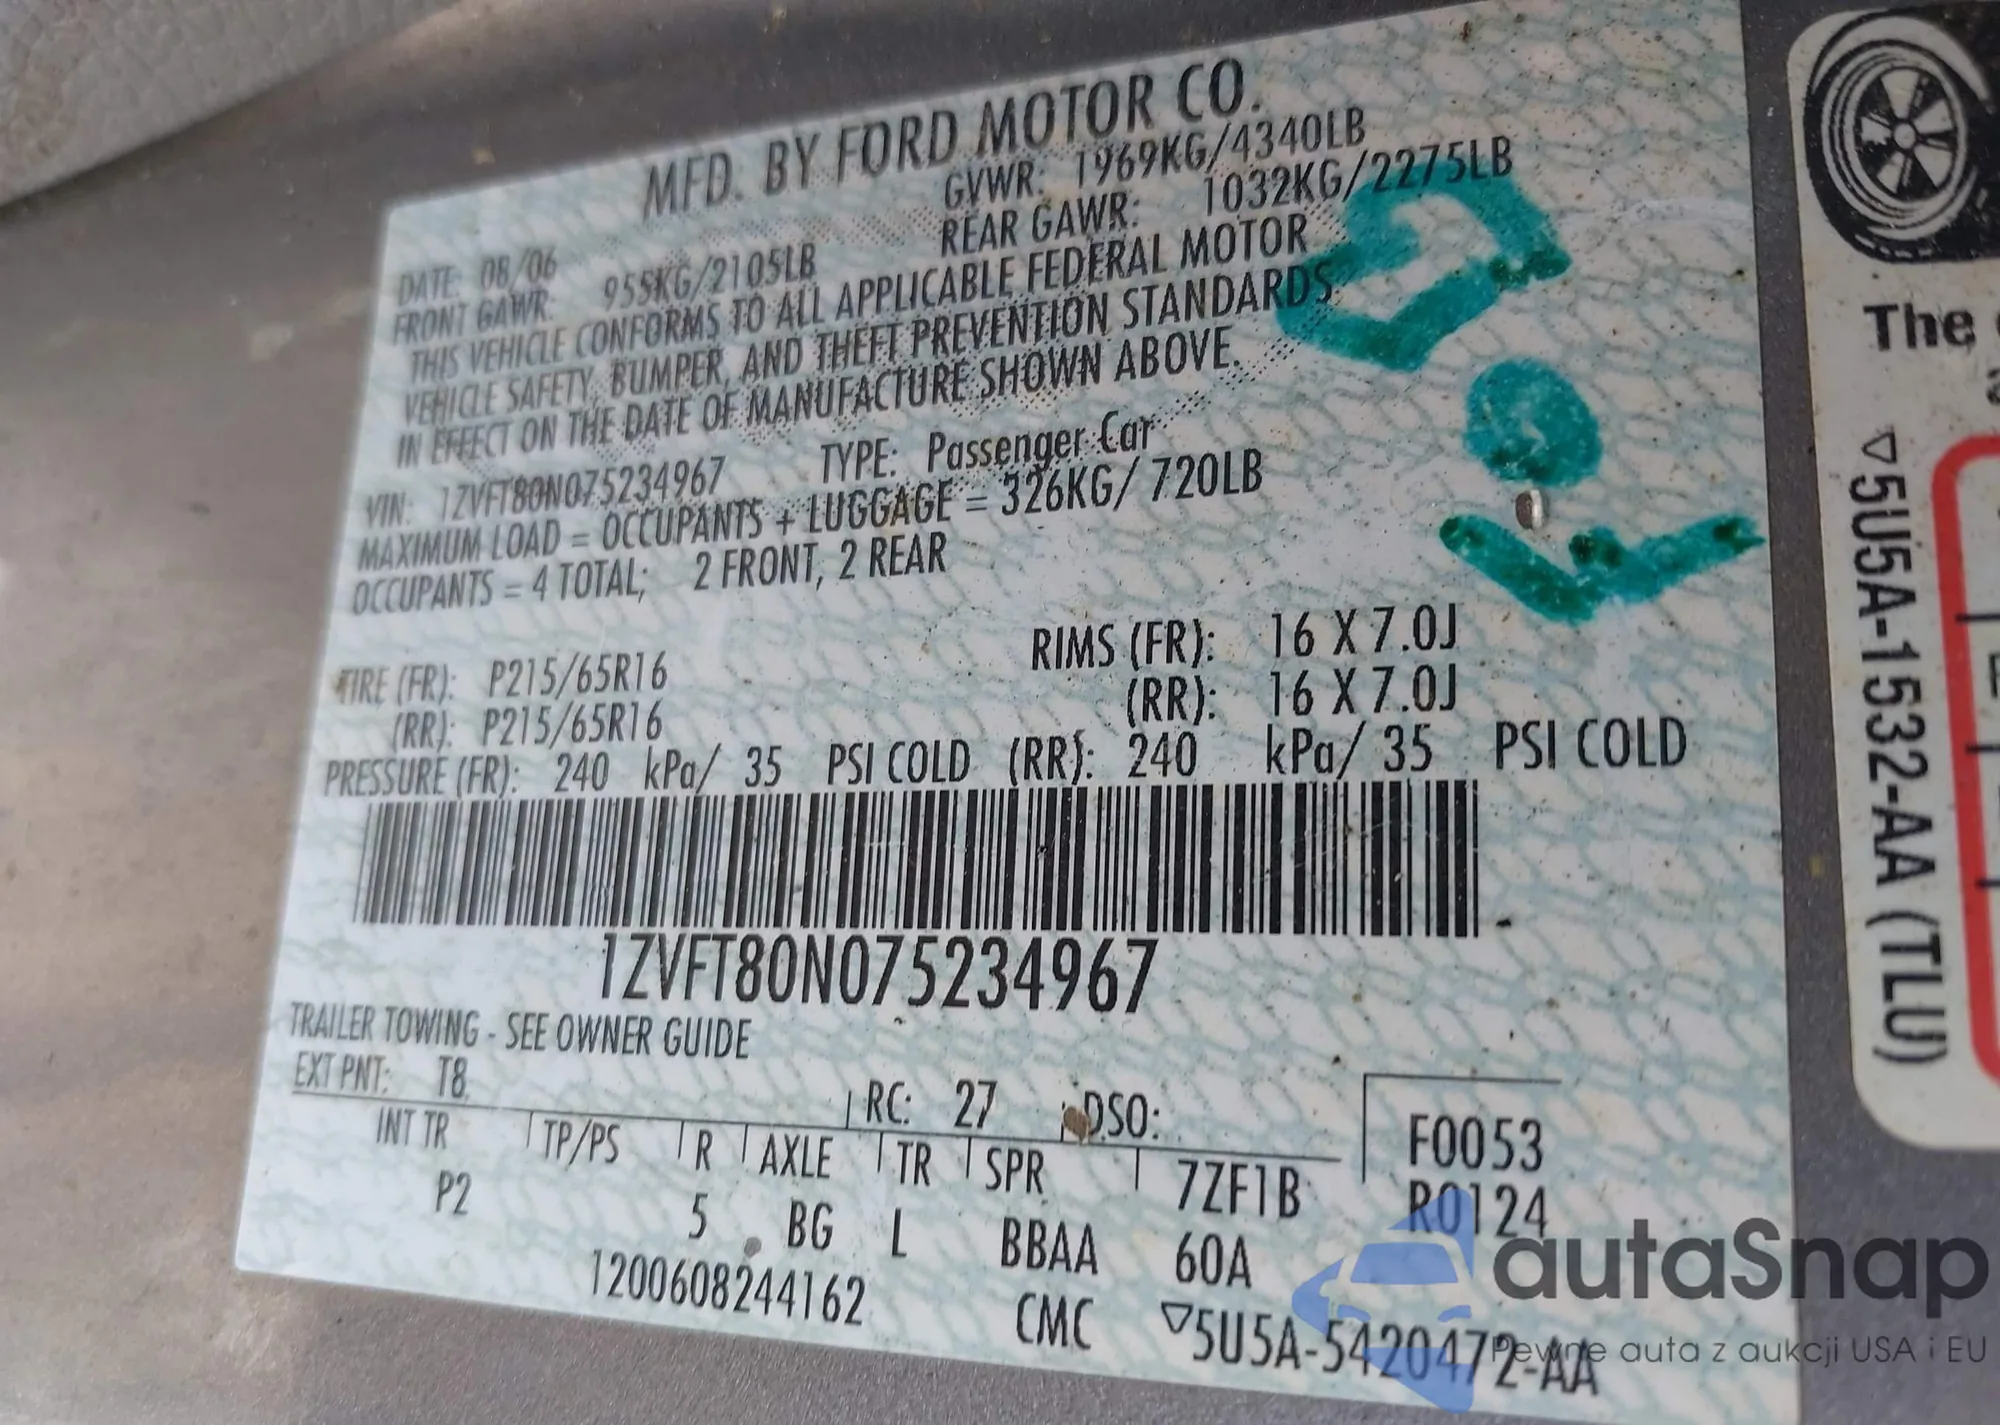 MFD. BY FORD MOTOR CO.
DATE: 08/06 GVWR: 1969KG/4340LB
FRONT GAWR: 955KG/2105LB REAR GAWR: 1032KG/2275LB
THIS VEHICLE CONFORMS TO ALL APPLICABLE FEDERAL MOTOR
VEHICLE SAFETY, BUMPER, AND THEFT PREVENTION STANDARDS
IN EFFECT ON THE DATE OF MANUFACTURE SHOWN ABOVE.
VIN: 1ZVFT80N075234967 TYPE: Passenger Car
MAXIMUM LOAD = OCCUPANTS + LUGGAGE = 326KG/ 720LB
OCCUPANTS = 4 TOTAL; 2 FRONT, 2 REAR
TIRE (FR): P215/65R16 RIMS (FR): 16 X 7.0J
(RR): P215/65R16 (RR): 16 X 7.0J
PRESSURE (FR): 240 kPa/ 35 PSI COLD (RR): 240 kPa/ 35 PSI COLD
1ZVFT80N075234967
TRAILER TOWING - SEE OWNER GUIDE
EXT PNT: T8 RC: 27 DSO: F0053
INT TR TP/PS R AXLE TR SPR 7ZF1B R0124
P2 5 BG L BBAA 60A
1200608244162 CMC ▽5U5A-5420472-AA
The
▽5U5A-1532-AA (TLU)
autaSnap
Pewne auta z aukcji USA i EU